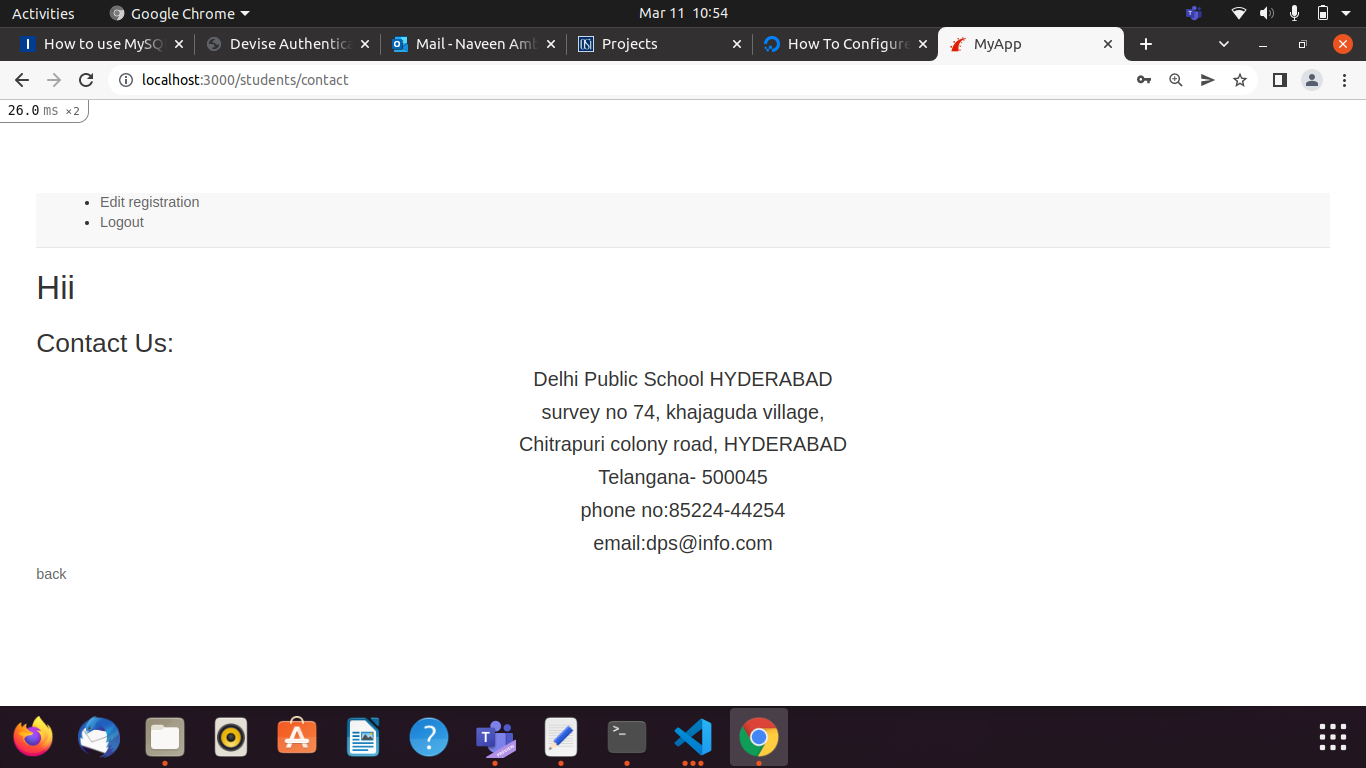 Activities
Google Chrome
Mar 11 10:54
How to use MySQ
Devise Authentica
Mail - Naveen Amb
Projects
How To Configure
MyApp
localhost:3000/students/contact
26.0 ms ×2
Edit registration
Logout
Hii
Contact Us:
Delhi Public School HYDERABAD
survey no 74, khajaguda village,
Chitrapuri colony road, HYDERABAD
Telangana- 500045
phone no:85224-44254
email:dps@info.com
back